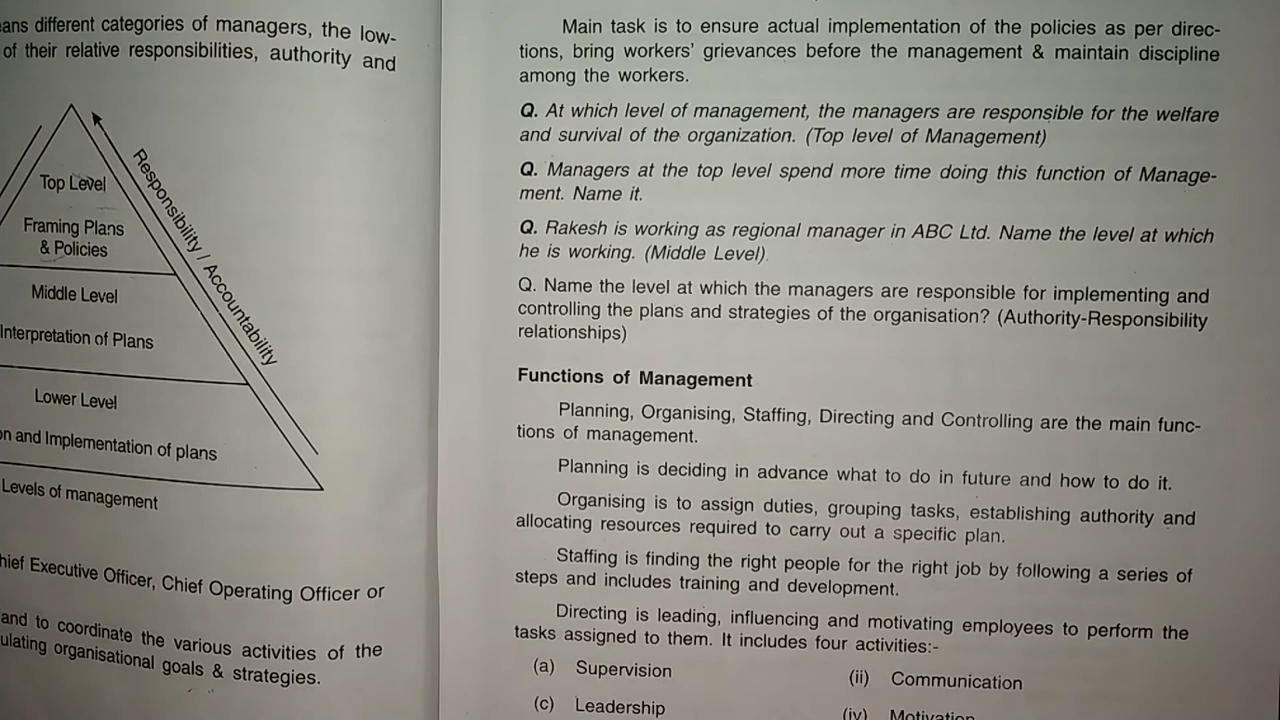 different categories of managers, the low-
of their relative responsibilities, authority and
Top Level
Framing Plans
& Policies
Middle Level
Interpretation of Plans
Lower Level
and Implementation of plans
Levels of management
Responsibility / Accountability
Executive Officer, Chief Operating Officer or
and to coordinate the various activities of the
organisational goals & strategies.
Main task is to ensure actual implementation of the policies as per direc-
tions, bring workers' grievances before the management & maintain discipline
among the workers.
Q. At which level of management, the managers are responsible for the welfare
and survival of the organization. (Top level of Management)
Q. Managers at the top level spend more time doing this function of Manage-
ment. Name it.
Q. Rakesh is working as regional manager in ABC Ltd. Name the level at which
he is working. (Middle Level).
Q. Name the level at which the managers are responsible for implementing and
controlling the plans and strategies of the organisation? (Authority-Responsibility
relationships)
Functions of Management
Planning, Organising, Staffing, Directing and Controlling are the main func-
tions of management.
Planning is deciding in advance what to do in future and how to do it.
Organising is to assign duties, grouping tasks, establishing authority and
allocating resources required to carry out a specific plan.
Staffing is finding the right people for the right job by following a series of
steps and includes training and development.
Directing is leading, influencing and motivating employees to perform the
tasks assigned to them. It includes four activities:-
(a) Supervision (ii) Communication
(c) Leadership (iv) Motivation